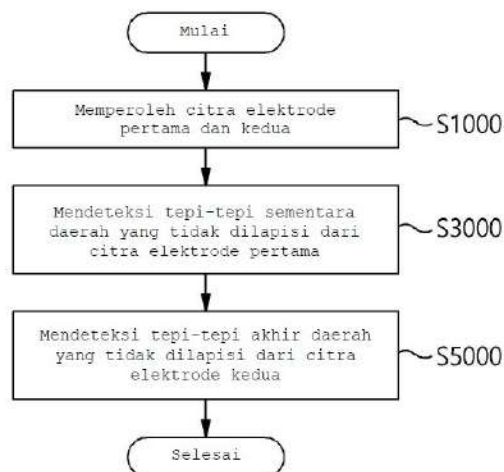 Mulai
Memperoleh citra elektrode
pertama dan kedua
S1000
Mendeteksi tepi-tepi sementara
daerah yang tidak dilapisi dari
citra elektrode pertama
S3000
Mendeteksi tepi-tepi akhir daerah
yang tidak dilapisi dari citra
elektrode kedua
S5000
Selesai